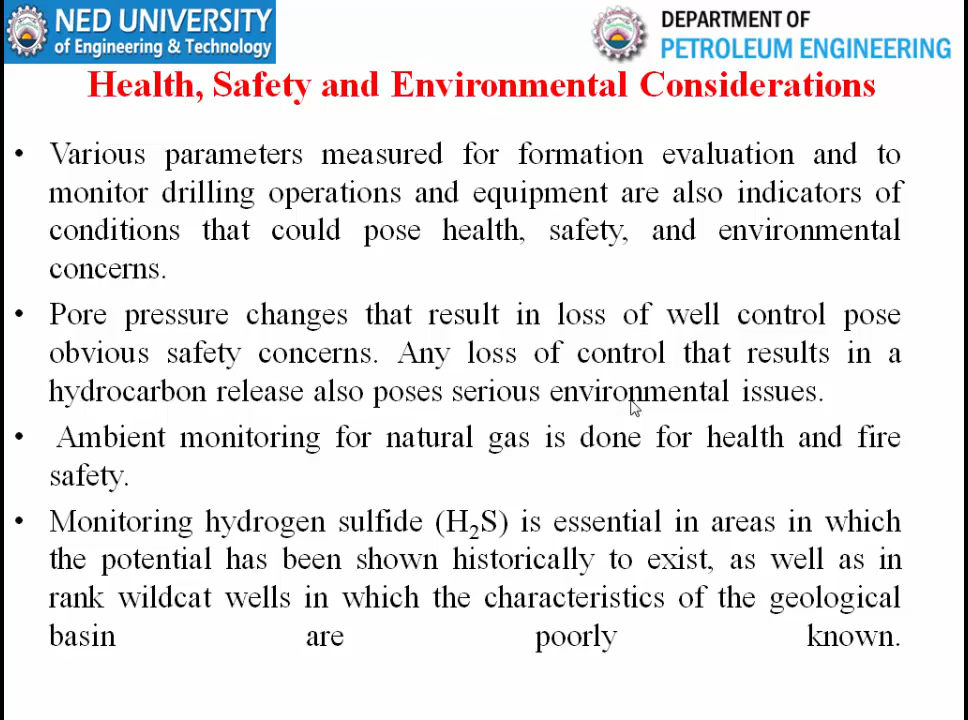 NED UNIVERSITY
of Engineering & Technology
DEPARTMENT OF
PETROLEUM ENGINEERING
Health, Safety and Environmental Considerations
• Various parameters measured for formation evaluation and to
monitor drilling operations and equipment are also indicators of
conditions that could pose health, safety, and environmental
concerns.
• Pore pressure changes that result in loss of well control pose
obvious safety concerns. Any loss of control that results in a
hydrocarbon release also poses serious environmental issues.
• Ambient monitoring for natural gas is done for health and fire
safety.
• Monitoring hydrogen sulfide (H₂S) is essential in areas in which
the potential has been shown historically to exist, as well as in
rank wildcat wells in which the characteristics of the geological
basin are poorly known.